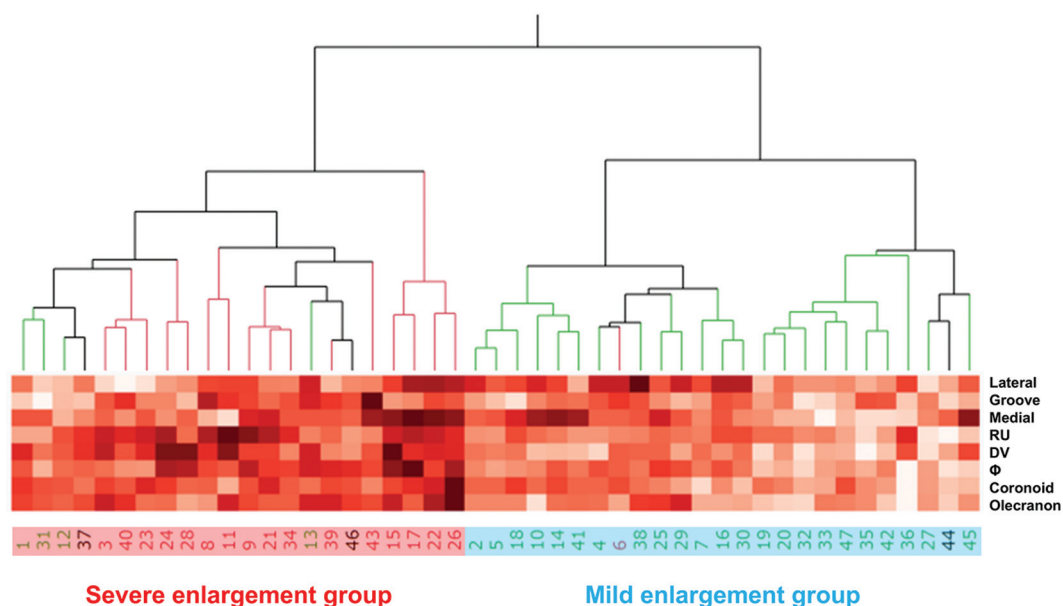 Lateral
Groove
Medial
RU
DV
Φ
Coronoid
Olecranon
1 31 12 37 3 40 23 24 28 8 11 9 21 34 13 39 46 43 15 17 22 26 2 5 18 10 14 41 4 6 38 25 29 7 16 30 19 20 32 33 47 35 42 36 27 44 45
Severe enlargement group Mild enlargement group